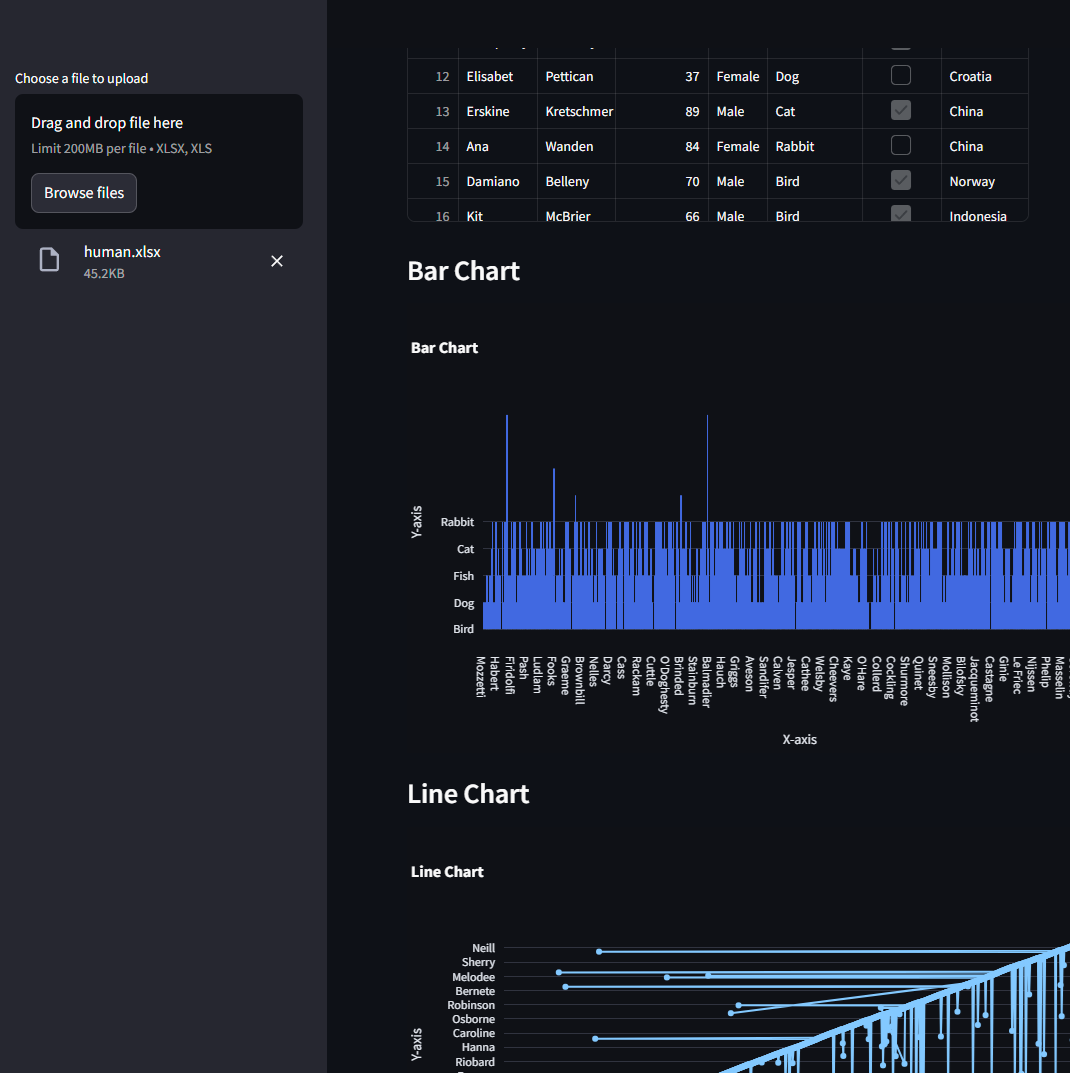 Choose a file to upload
Drag and drop file here
Limit 200MB per file • XLSX, XLS
Browse files
human.xlsx
45.2KB
12 Elisabet Pettican 37 Female Dog Croatia
13 Erskine Kretschmer 89 Male Cat China
14 Ana Wanden 84 Female Rabbit China
15 Damiano Belleny 70 Male Bird Norway
16 Kit McBrier 66 Male Bird Indonesia
Bar Chart
Bar Chart
Y-axis
Rabbit
Cat
Fish
Dog
Bird
Mozzetti
Habert
Firidolfi
Pash
Ludlam
Fooks
Graeme
Brownbill
Nelles
Darcy
Cass
Rackam
Cuttle
O'Doghesty
Brinded
Stainburn
Balmadier
Hauch
Griggs
Aveson
Sandifer
Calven
Jesper
Cathee
Welsby
Cheevers
Kaye
O'Hare
Collerd
Cockling
Shurmore
Quinet
Sneesby
Mollison
Bilofsky
Jacqueminot
Castagne
Ginie
Le Friec
Nijssen
Phelip
Masselin
X-axis
Line Chart
Line Chart
Y-axis
Neill
Sherry
Melodee
Bernete
Robinson
Osborne
Caroline
Hanna
Riobard